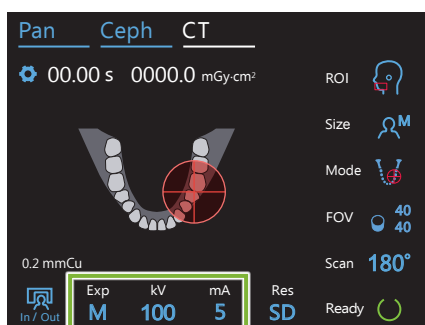 Pan Ceph CT
00.00 s 0000.0 mGy·cm²
ROI
Size M
Mode
FOV 40 40
0.2 mmCu
Scan 180°
Exp kV mA Res
In / Out M 100 5 SD
Ready